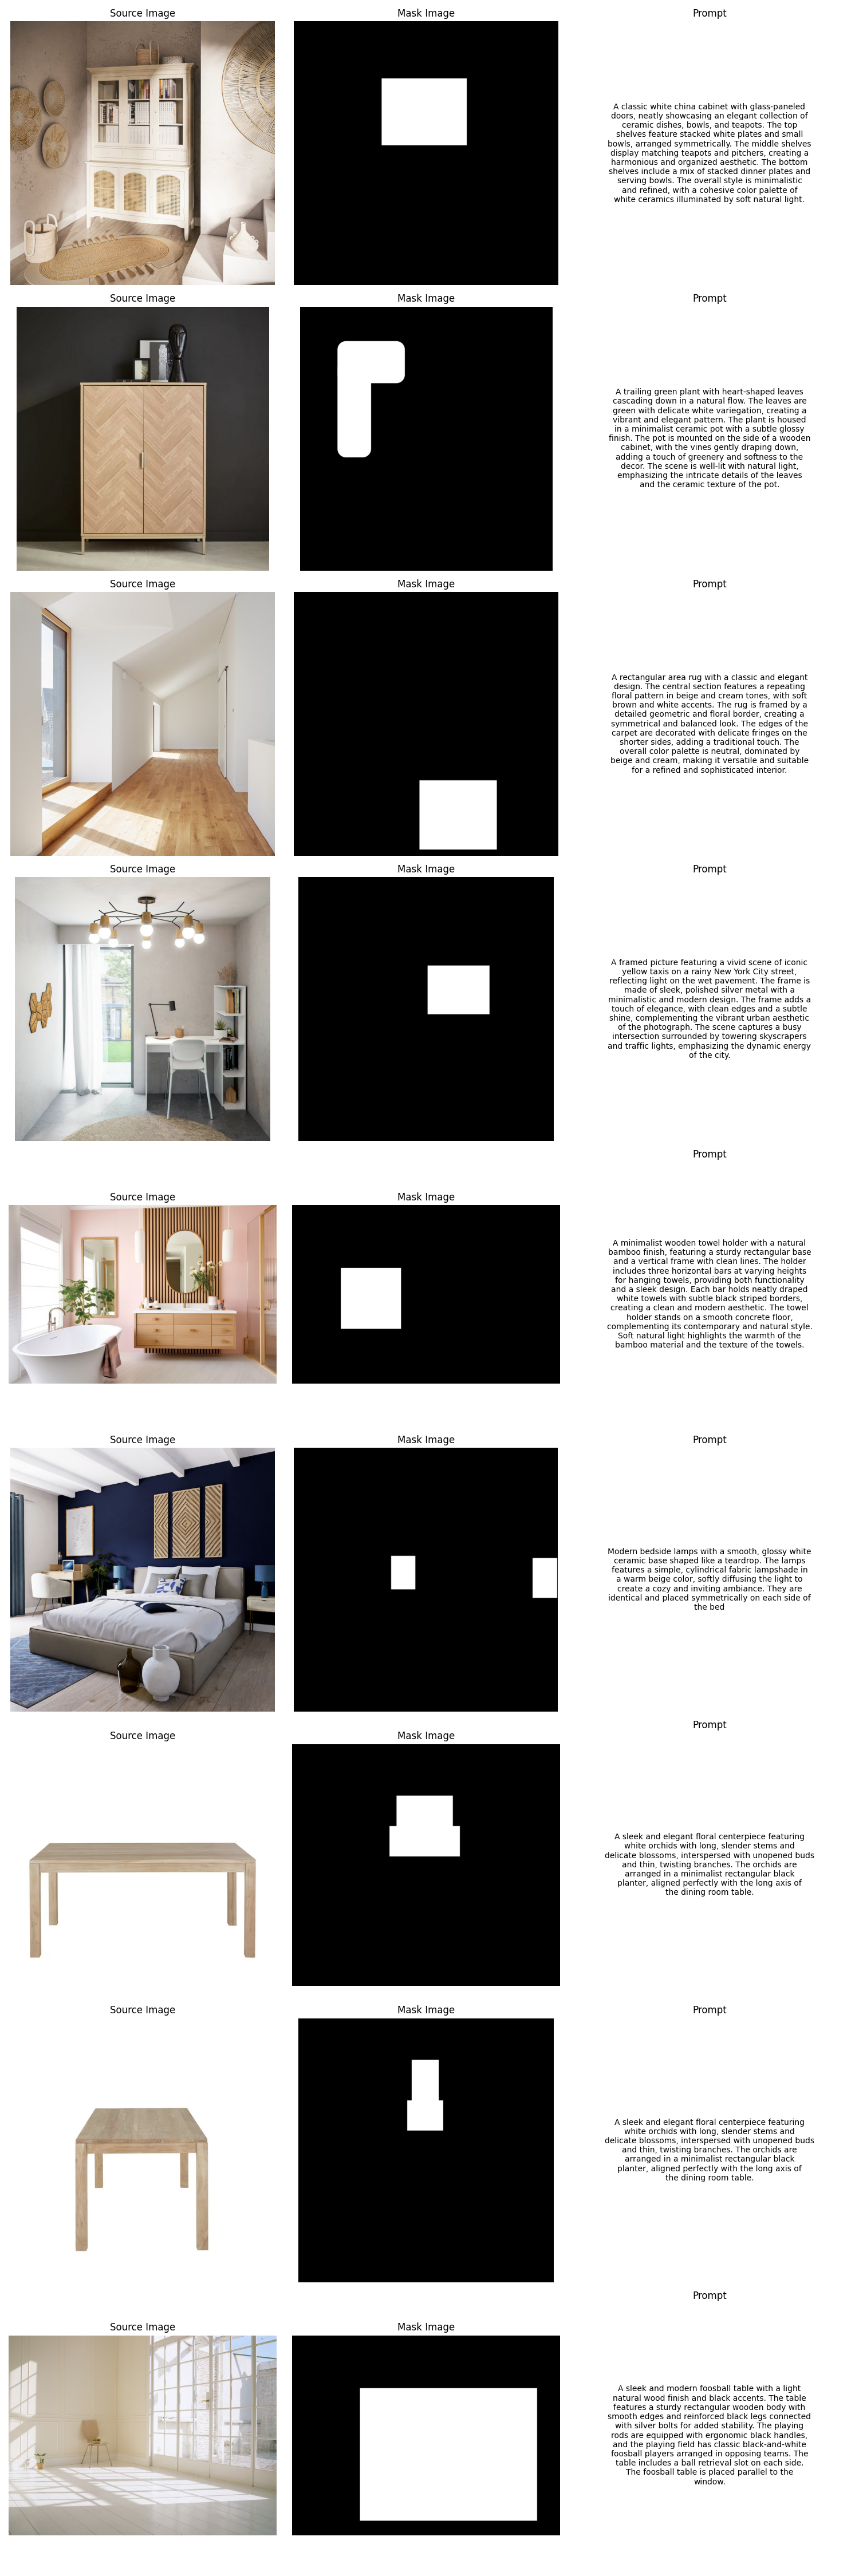 Source Image
Mask Image
Prompt
A classic white china cabinet with glass-paneled
doors, neatly showcasing an elegant collection of
ceramic dishes, bowls, and teapots. The top
shelves feature stacked white plates and small
bowls, arranged symmetrically. The middle shelves
display matching teapots and pitchers, creating a
harmonious and organized aesthetic. The bottom
shelves include a mix of stacked dinner plates and
serving bowls. The overall style is minimalistic
and refined, with a cohesive color palette of
white ceramics illuminated by soft natural light.
Source Image
Mask Image
Prompt
A trailing green plant with heart-shaped leaves
cascading down in a natural flow. The leaves are
green with delicate white variegation, creating a
vibrant and elegant pattern. The plant is housed
in a minimalist ceramic pot with a subtle glossy
finish. The pot is mounted on the side of a wooden
cabinet, with the vines gently draping down,
adding a touch of greenery and softness to the
decor. The scene is well-lit with natural light,
emphasizing the intricate details of the leaves
and the ceramic texture of the pot.
Source Image
Mask Image
Prompt
A rectangular area rug with a classic and elegant
design. The central section features a repeating
floral pattern in beige and cream tones, with soft
brown and white accents. The rug is framed by a
detailed geometric and floral border, creating a
symmetrical and balanced look. The edges of the
carpet are decorated with delicate fringes on the
shorter sides, adding a traditional touch. The
overall color palette is neutral, dominated by
beige and cream, making it versatile and suitable
for a refined and sophisticated interior.
Source Image
Mask Image
Prompt
A framed picture featuring a vivid scene of iconic
yellow taxis on a rainy New York City street,
reflecting light on the wet pavement. The frame is
made of sleek, polished silver metal with a
minimalistic and modern design. The frame adds a
touch of elegance, with clean edges and a subtle
shine, complementing the vibrant urban aesthetic
of the photograph. The scene captures a busy
intersection surrounded by towering skyscrapers
and traffic lights, emphasizing the dynamic energy
of the city.
Source Image
Mask Image
Prompt
A minimalist wooden towel holder with a natural
bamboo finish, featuring a sturdy rectangular base
and a vertical frame with clean lines. The holder
includes three horizontal bars at varying heights
for hanging towels, providing both functionality
and a sleek design. Each bar holds neatly draped
white towels with subtle black striped borders,
creating a clean and modern aesthetic. The towel
holder stands on a smooth concrete floor,
complementing its contemporary and natural style.
Soft natural light highlights the warmth of the
bamboo material and the texture of the towels.
Source Image
Mask Image
Prompt
Modern bedside lamps with a smooth, glossy white
ceramic base shaped like a teardrop. The lamps
features a simple, cylindrical fabric lampshade in
a warm beige color, softly diffusing the light to
create a cozy and inviting ambiance. They are
identical and placed symmetrically on each side of
the bed
Source Image
Mask Image
Prompt
A sleek and elegant floral centerpiece featuring
white orchids with long, slender stems and
delicate blossoms, interspersed with unopened buds
and thin, twisting branches. The orchids are
arranged in a minimalist rectangular black
planter, aligned perfectly with the long axis of
the dining room table.
Source Image
Mask Image
Prompt
A sleek and elegant floral centerpiece featuring
white orchids with long, slender stems and
delicate blossoms, interspersed with unopened buds
and thin, twisting branches. The orchids are
arranged in a minimalist rectangular black
planter, aligned perfectly with the long axis of
the dining room table.
Source Image
Mask Image
Prompt
A sleek and modern foosball table with a light
natural wood finish and black accents. The table
features a sturdy rectangular wooden body with
smooth edges and reinforced black legs connected
with silver bolts for added stability. The playing
rods are equipped with ergonomic black handles,
and the playing field has classic black-and-white
foosball players arranged in opposing teams. The
table includes a ball retrieval slot on each side.
The foosball table is placed parallel to the
window.